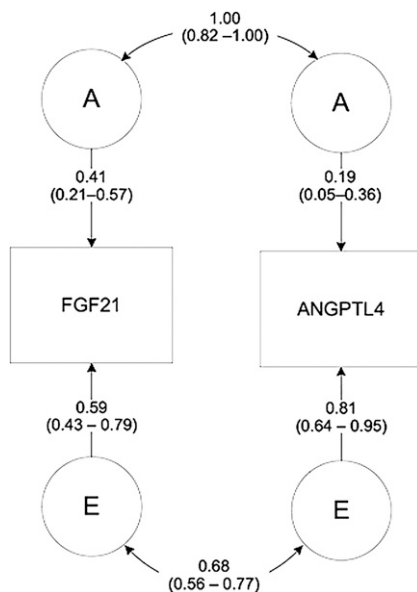 1.00
(0.82 –1.00)
A
A
0.41
(0.21–0.57)
0.19
(0.05–0.36)
FGF21
ANGPTL4
0.59
(0.43 – 0.79)
0.81
(0.64 – 0.95)
E
E
0.68
(0.56 – 0.77)